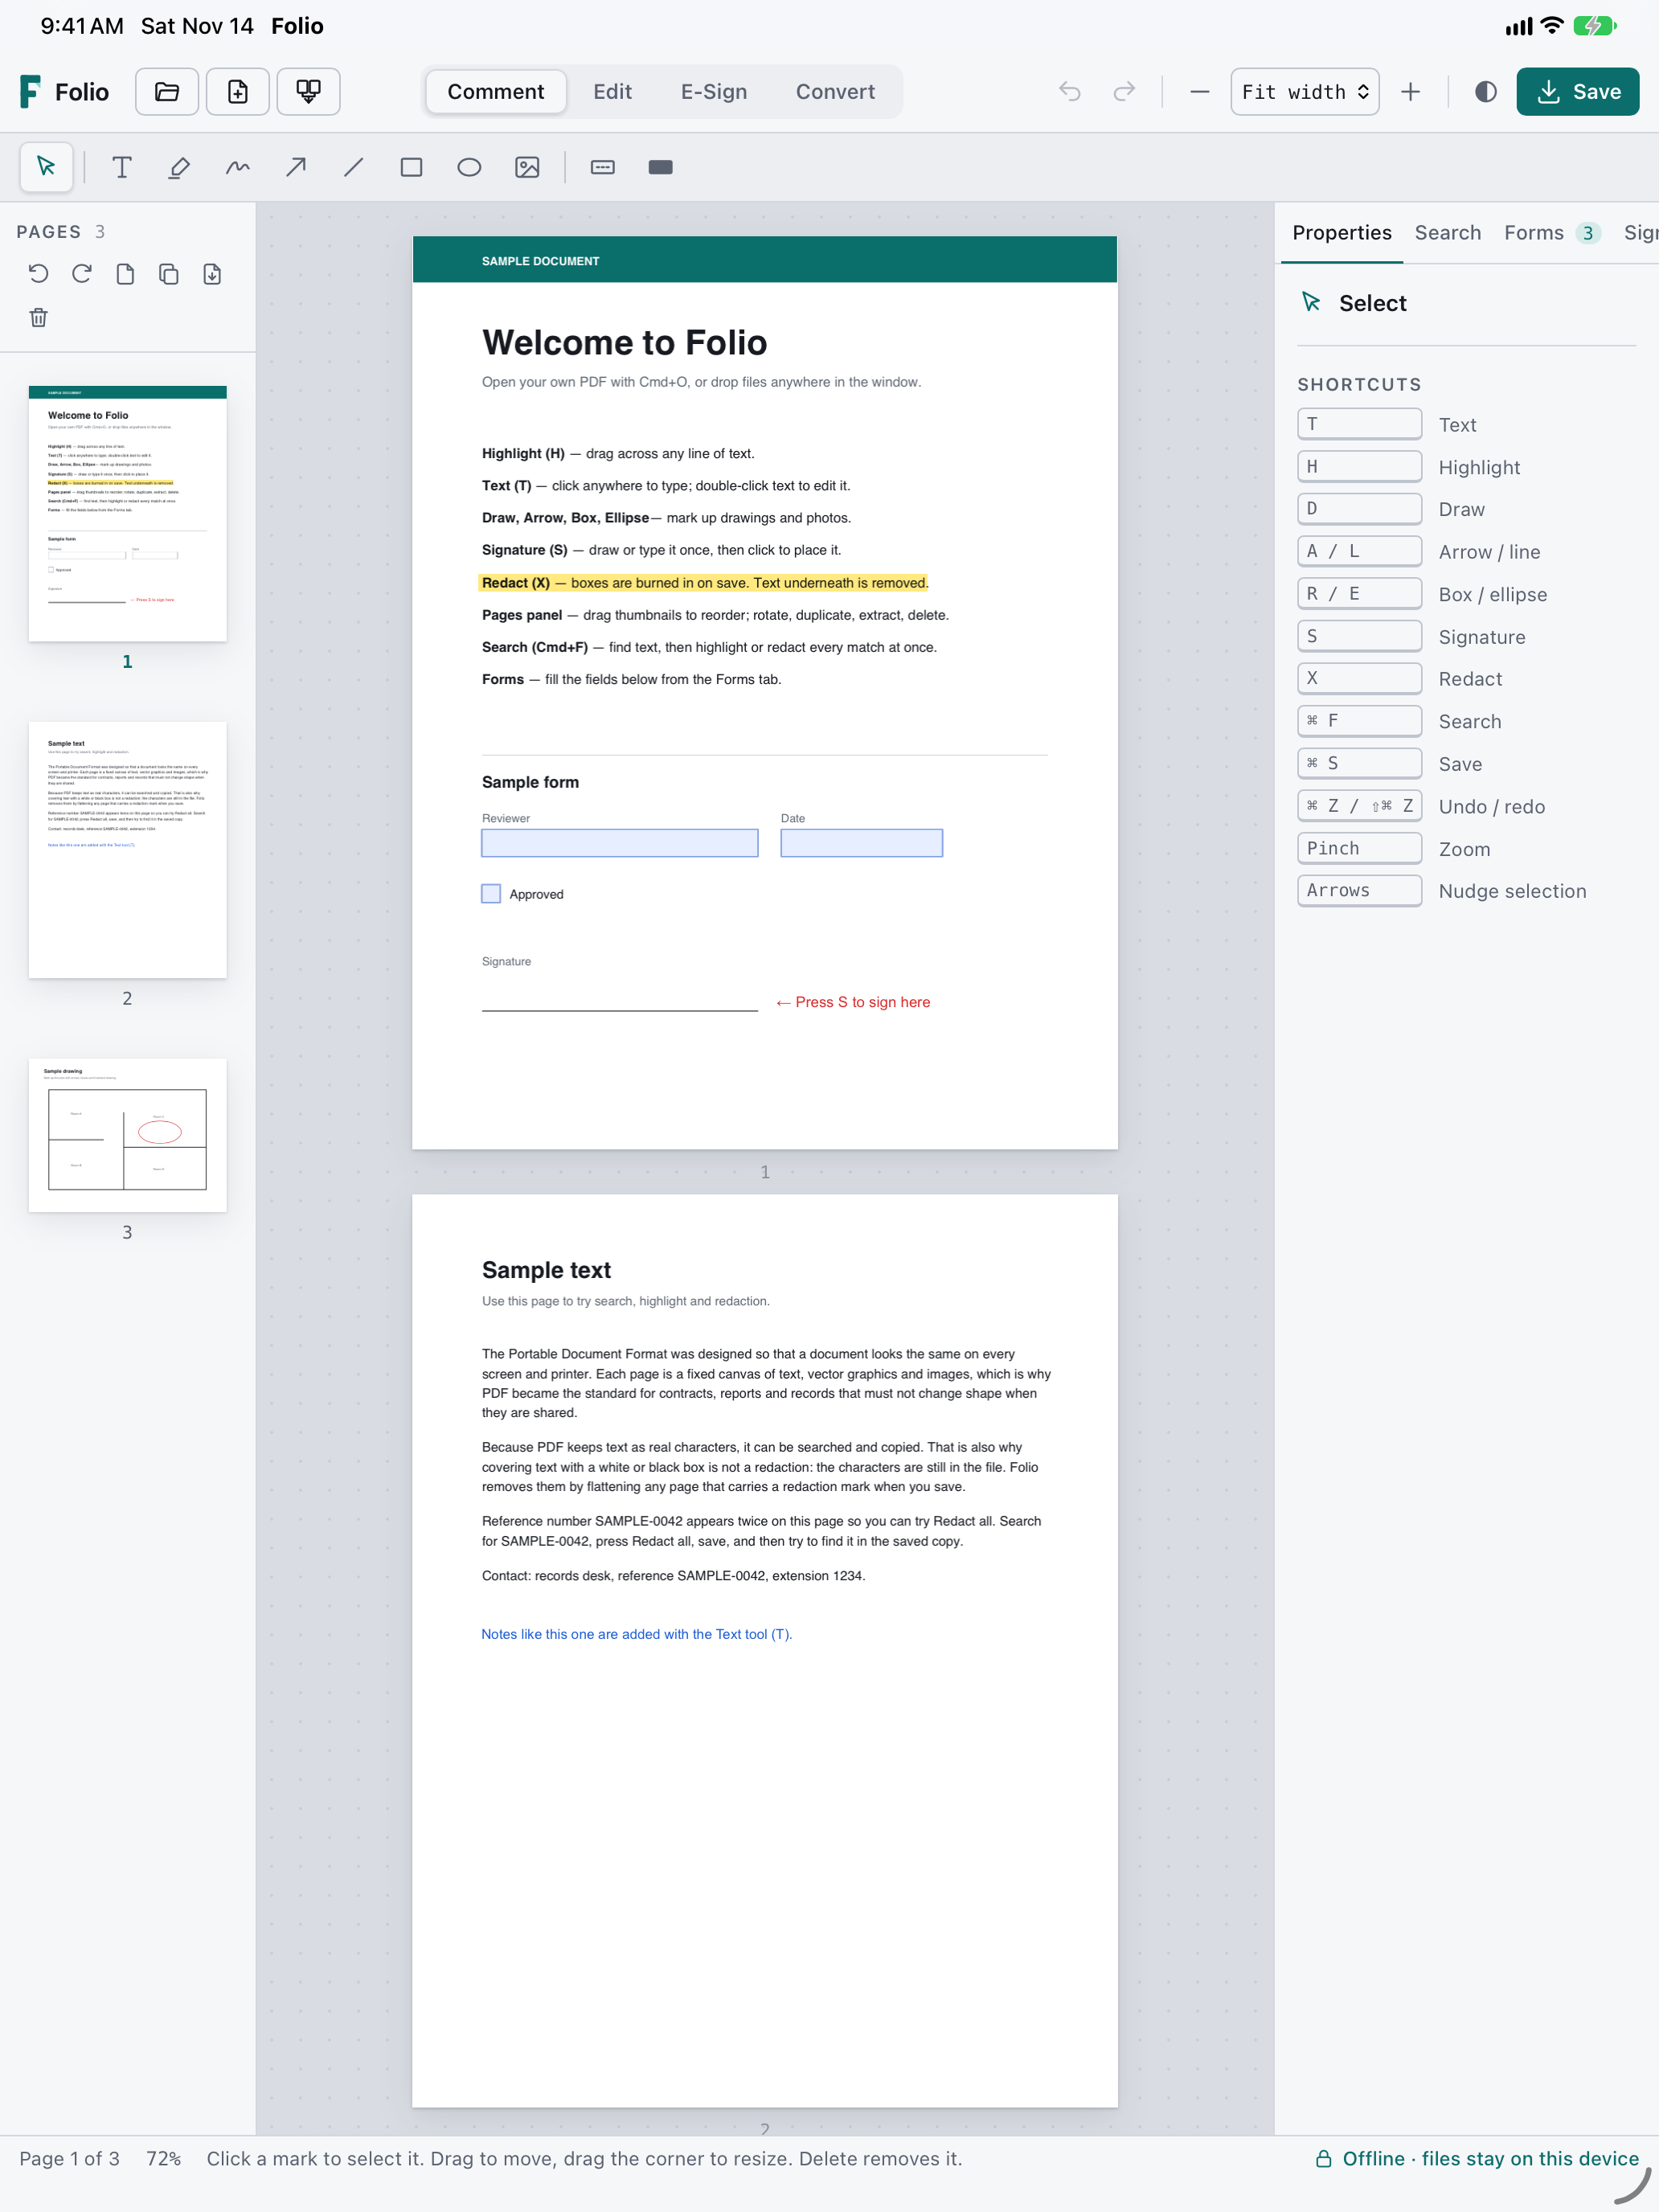 9:41 AM Sat Nov 14 Folio
Folio
Comment Edit E-Sign Convert
Fit width
Save
PAGES 3
SAMPLE DOCUMENT
Welcome to Folio
Open your own PDF with Cmd+O, or drop files anywhere in the window.
Highlight (H) — drag across any line of text.
Text (T) — click anywhere to type; double-click text to edit it.
Draw, Arrow, Box, Ellipse— mark up drawings and photos.
Signature (S) — draw or type it once, then click to place it.
Redact (X) — boxes are burned in on save. Text underneath is removed.
Pages panel — drag thumbnails to reorder; rotate, duplicate, extract, delete.
Search (Cmd+F) — find text, then highlight or redact every match at once.
Forms — fill the fields below from the Forms tab.
Sample form
Reviewer Date
Approved
Signature
← Press S to sign here
1
Sample text
Use this page to try search, highlight and redaction.
The Portable Document Format was designed so that a document looks the same on every
screen and printer. Each page is a fixed canvas of text, vector graphics and images, which is why
PDF became the standard for contracts, reports and records that must not change shape when
they are shared.
Because PDF keeps text as real characters, it can be searched and copied. That is also why
covering text with a white or black box is not a redaction: the characters are still in the file. Folio
removes them by flattening any page that carries a redaction mark when you save.
Reference number SAMPLE-0042 appears twice on this page so you can try Redact all. Search
for SAMPLE-0042, press Redact all, save, and then try to find it in the saved copy.
Contact: records desk, reference SAMPLE-0042, extension 1234.
Notes like this one are added with the Text tool (T).
2
Welcome to Folio
1
Sample text
2
Sample drawing
3
Properties Search Forms 3 Sign
Select
SHORTCUTS
T Text
H Highlight
D Draw
A / L Arrow / line
R / E Box / ellipse
S Signature
X Redact
⌘ F Search
⌘ S Save
⌘ Z / ⇧⌘ Z Undo / redo
Pinch Zoom
Arrows Nudge selection
Page 1 of 3 72% Click a mark to select it. Drag to move, drag the corner to resize. Delete removes it.
Offline · files stay on this device